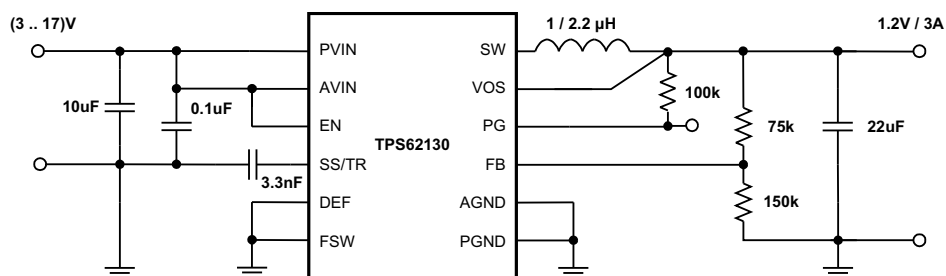 (3 .. 17)V
1 / 2.2 µH
1.2V / 3A
PVIN
SW
AVIN
VOS
10uF
0.1uF
100k
EN
PG
TPS62130
75k
22uF
SS/TR
FB
3.3nF
DEF
AGND
150k
FSW
PGND